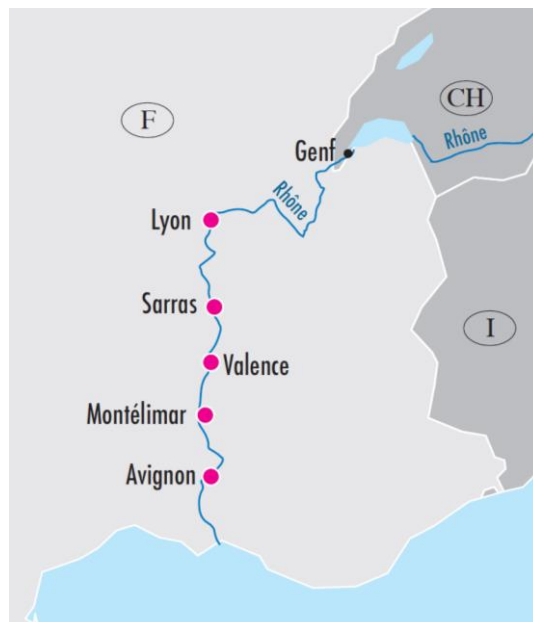 F
CH
Rhône
Genf
Rhône
Lyon
Sarras
I
Valence
Montélimar
Avignon